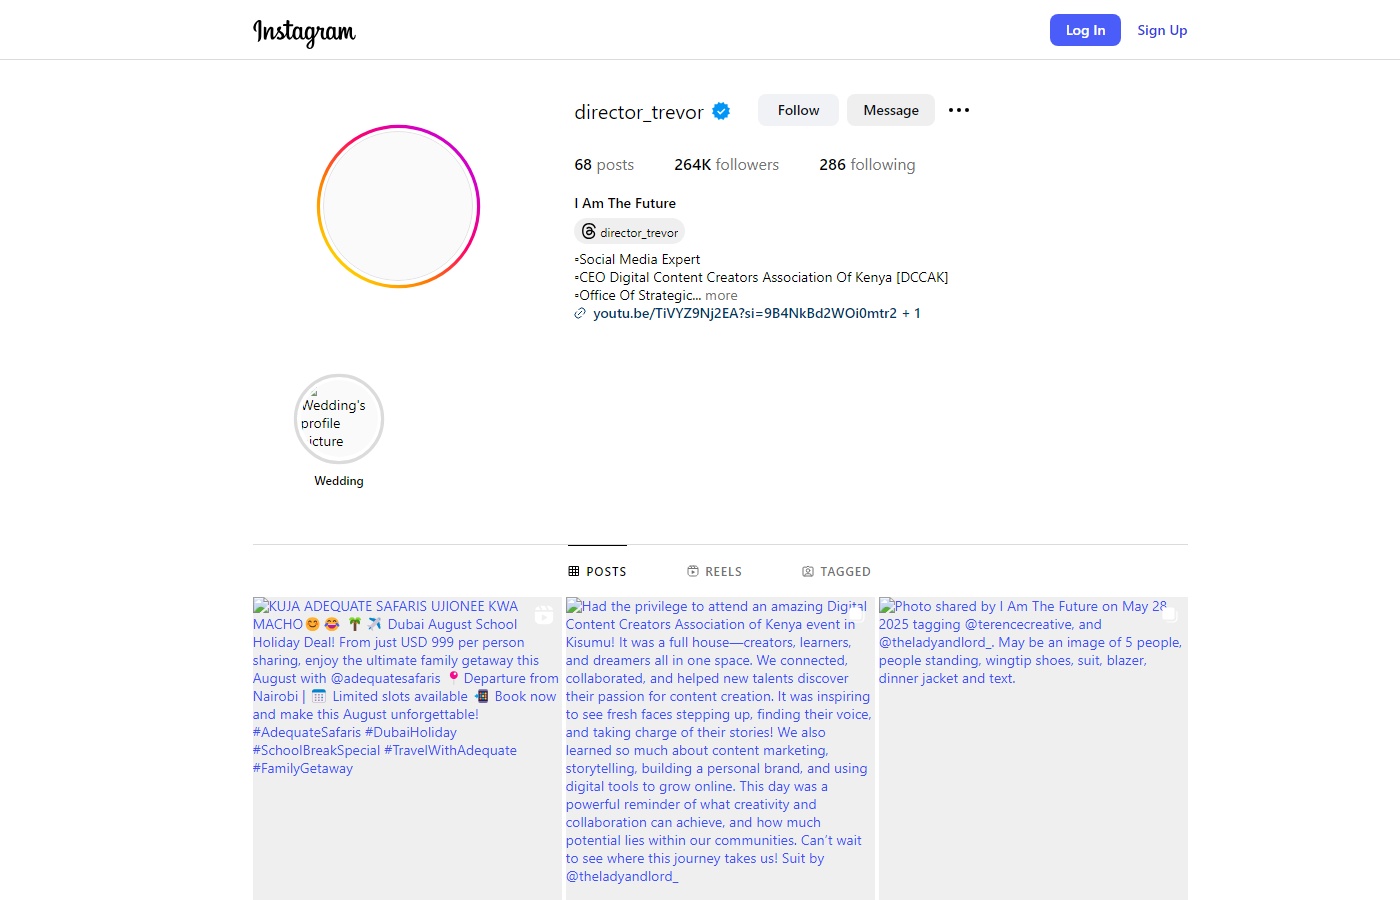 Instagram
Log In
Sign Up
director_trevor
Follow
Message
68 posts
264K followers
286 following
I Am The Future
director_trevor
▫Social Media Expert
▫CEO Digital Content Creators Association Of Kenya [DCCAK]
▫Office Of Strategic... more
youtu.be/TiVYZ9Nj2EA?si=9B4NkBd2WOi0mtr2 + 1
Wedding's
profile
icture
Wedding
POSTS
REELS
TAGGED
KUJA ADEQUATE SAFARIS UJIONEE KWA
MACHO😊😂 🌴✈️ Dubai August School
Holiday Deal! From just USD 999 per person
sharing, enjoy the ultimate family getaway this
August with @adequatesafaris 📍Departure from
Nairobi | 🗓️ Limited slots available 📲 Book now
and make this August unforgettable!
#AdequateSafaris #DubaiHoliday
#SchoolBreakSpecial #TravelWithAdequate
#FamilyGetaway
Had the privilege to attend an amazing Digital
Content Creators Association of Kenya event in
Kisumu! It was a full house—creators, learners,
and dreamers all in one space. We connected,
collaborated, and helped new talents discover
their passion for content creation. It was inspiring
to see fresh faces stepping up, finding their voice,
and taking charge of their stories! We also
learned so much about content marketing,
storytelling, building a personal brand, and using
digital tools to grow online. This day was a
powerful reminder of what creativity and
collaboration can achieve, and how much
potential lies within our communities. Can't wait
to see where this journey takes us! Suit by
@theladyandlord_
Photo shared by I Am The Future on May 28
2025 tagging @terencecreative, and
@theladyandlord_. May be an image of 5 people,
people standing, wingtip shoes, suit, blazer,
dinner jacket and text.